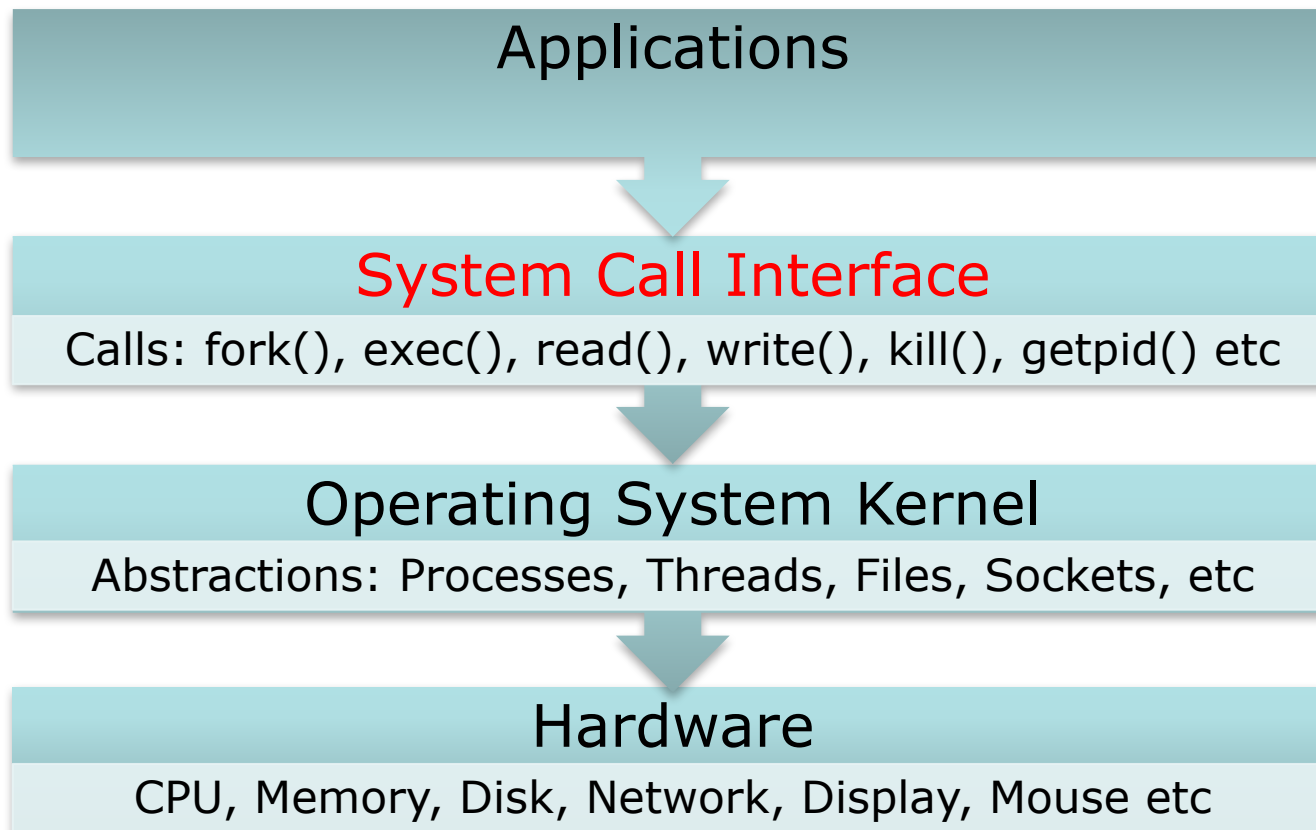 Applications
System Call Interface
Calls: fork(), exec(), read(), write(), kill(), getpid() etc
Operating System Kernel
Abstractions: Processes, Threads, Files, Sockets, etc
Hardware
CPU, Memory, Disk, Network, Display, Mouse etc